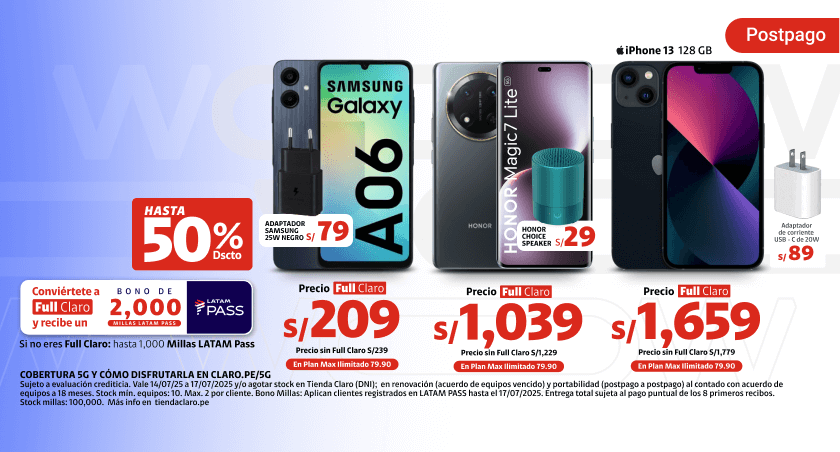 Postpago
iPhone 13 128 GB
SAMSUNG
Galaxy
A06
HONOR Magic7 Lite 5G
HONOR
ADAPTADOR
SAMSUNG
25W NEGRO S/ 79
HONOR
CHOICE
SPEAKER S/ 29
Adaptador
de corriente
USB - C de 20W
S/ 89
HASTA
50%
Dscto
Conviértete a
Full Claro
y recibe un
BONO DE
2,000
MILLAS LATAM PASS
LATAM
PASS
Si no eres Full Claro: hasta 1,000 Millas LATAM Pass
Precio Full Claro
S/209
Precio sin Full Claro S/239
En Plan Max Ilimitado 79.90
Precio Full Claro
S/1,039
Precio sin Full Claro S/1,229
En Plan Max Ilimitado 79.90
Precio Full Claro
S/1,659
Precio sin Full Claro S/1,779
En Plan Max Ilimitado 79.90
COBERTURA 5G Y CÓMO DISFRUTARLA EN CLARO.PE/5G
Sujeto a evaluación crediticia. Vale 14/07/25 a 17/07/2025 y/o agotar stock en Tienda Claro (DNI); en renovación (acuerdo de equipos vencido) y portabilidad (postpago a postpago) al contado con acuerdo de
equipos a 18 meses. Stock mín. equipos: 10. Max. 2 por cliente. Bono Millas: Aplican clientes registrados en LATAM PASS hasta el 17/07/2025. Entrega total sujeta al pago puntual de los 8 primeros recibos.
Stock millas: 100,000. Más info en tiendaclaro.pe